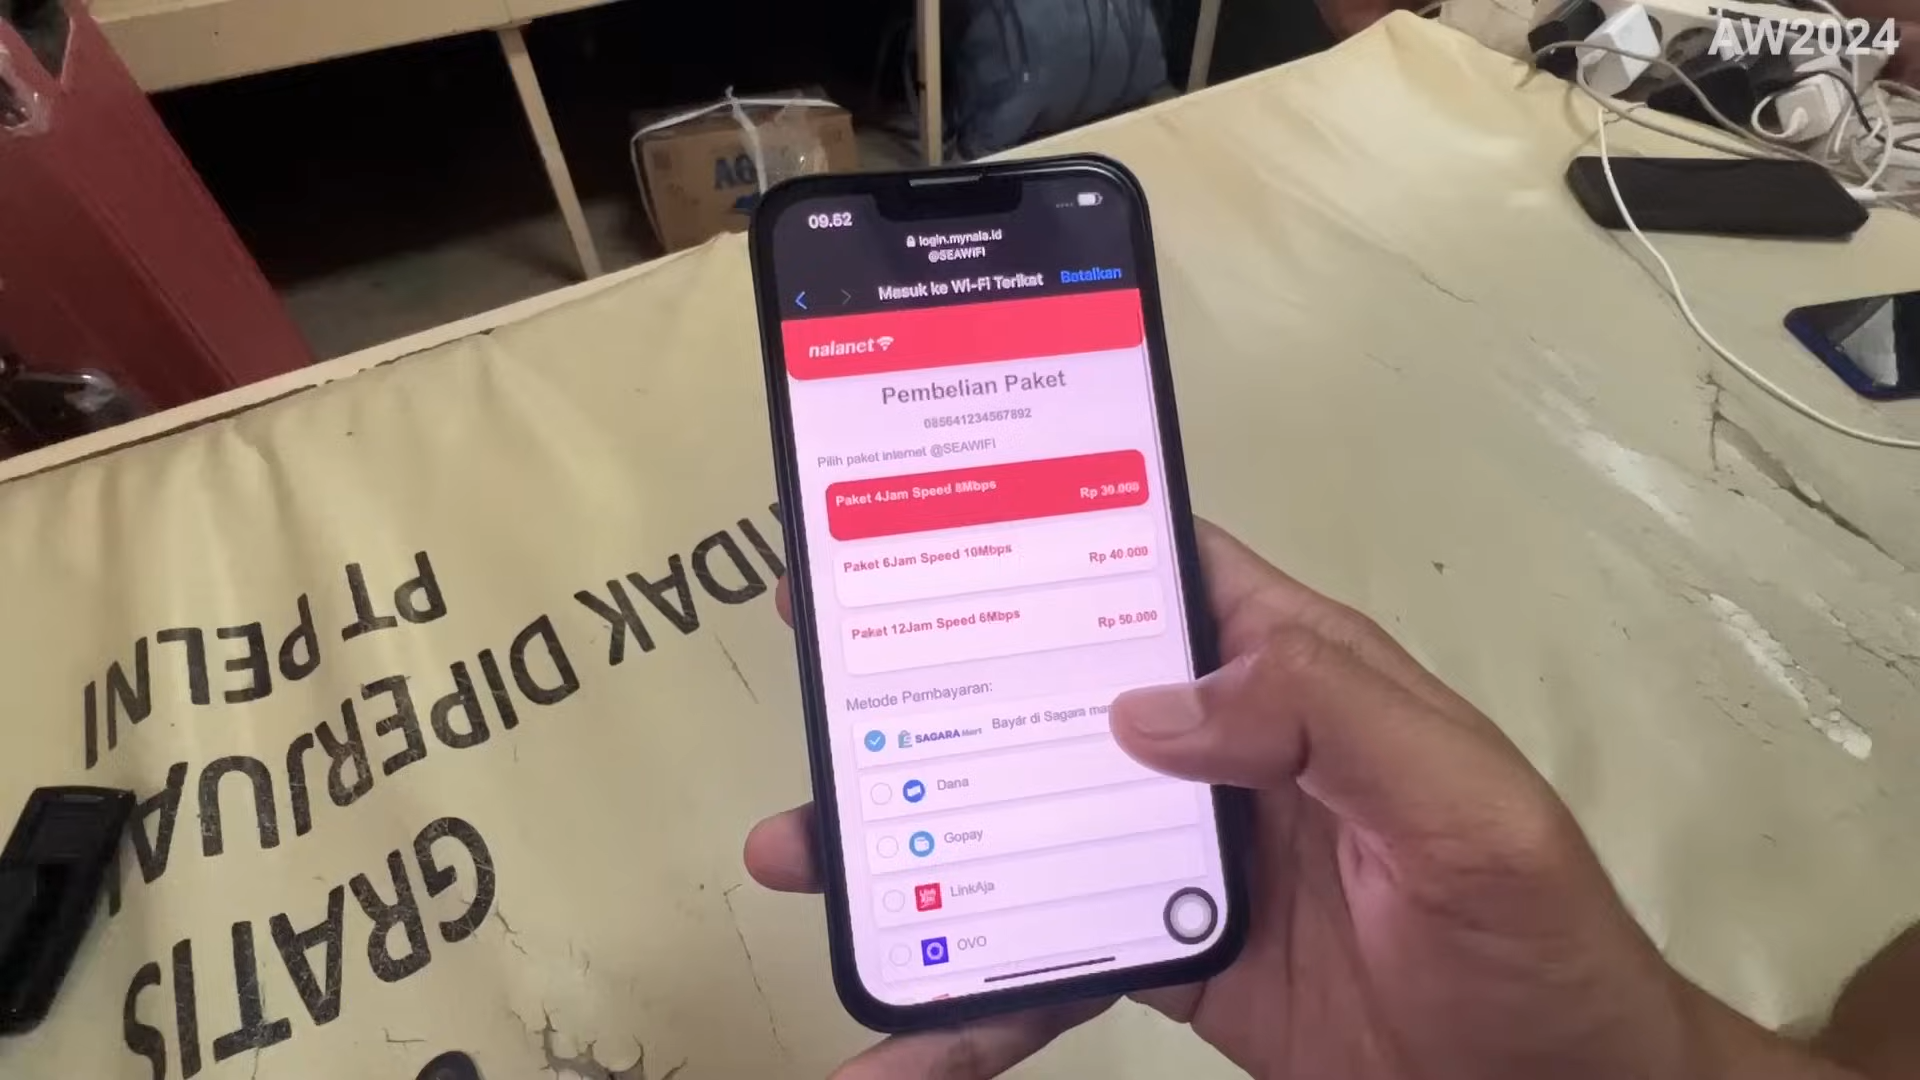 AW2024
09.52
login.mynala.id
@SEAWIFI
Masuk ke Wi-Fi Terikat
Batalkan
nalanet
Pembelian Paket
085641234567892
Pilih paket internet @SEAWIFI
Paket 4Jam Speed 8Mbps
Rp 30.000
Paket 6Jam Speed 10Mbps
Rp 40.000
Paket 12Jam Speed 6Mbps
Rp 50.000
Metode Pembayaran:
SAGARA Mart Bayar di Sagara
Dana
Gopay
LinkAja
OVO
GRATIS
DIPERJUA
DAK
PT PELNI